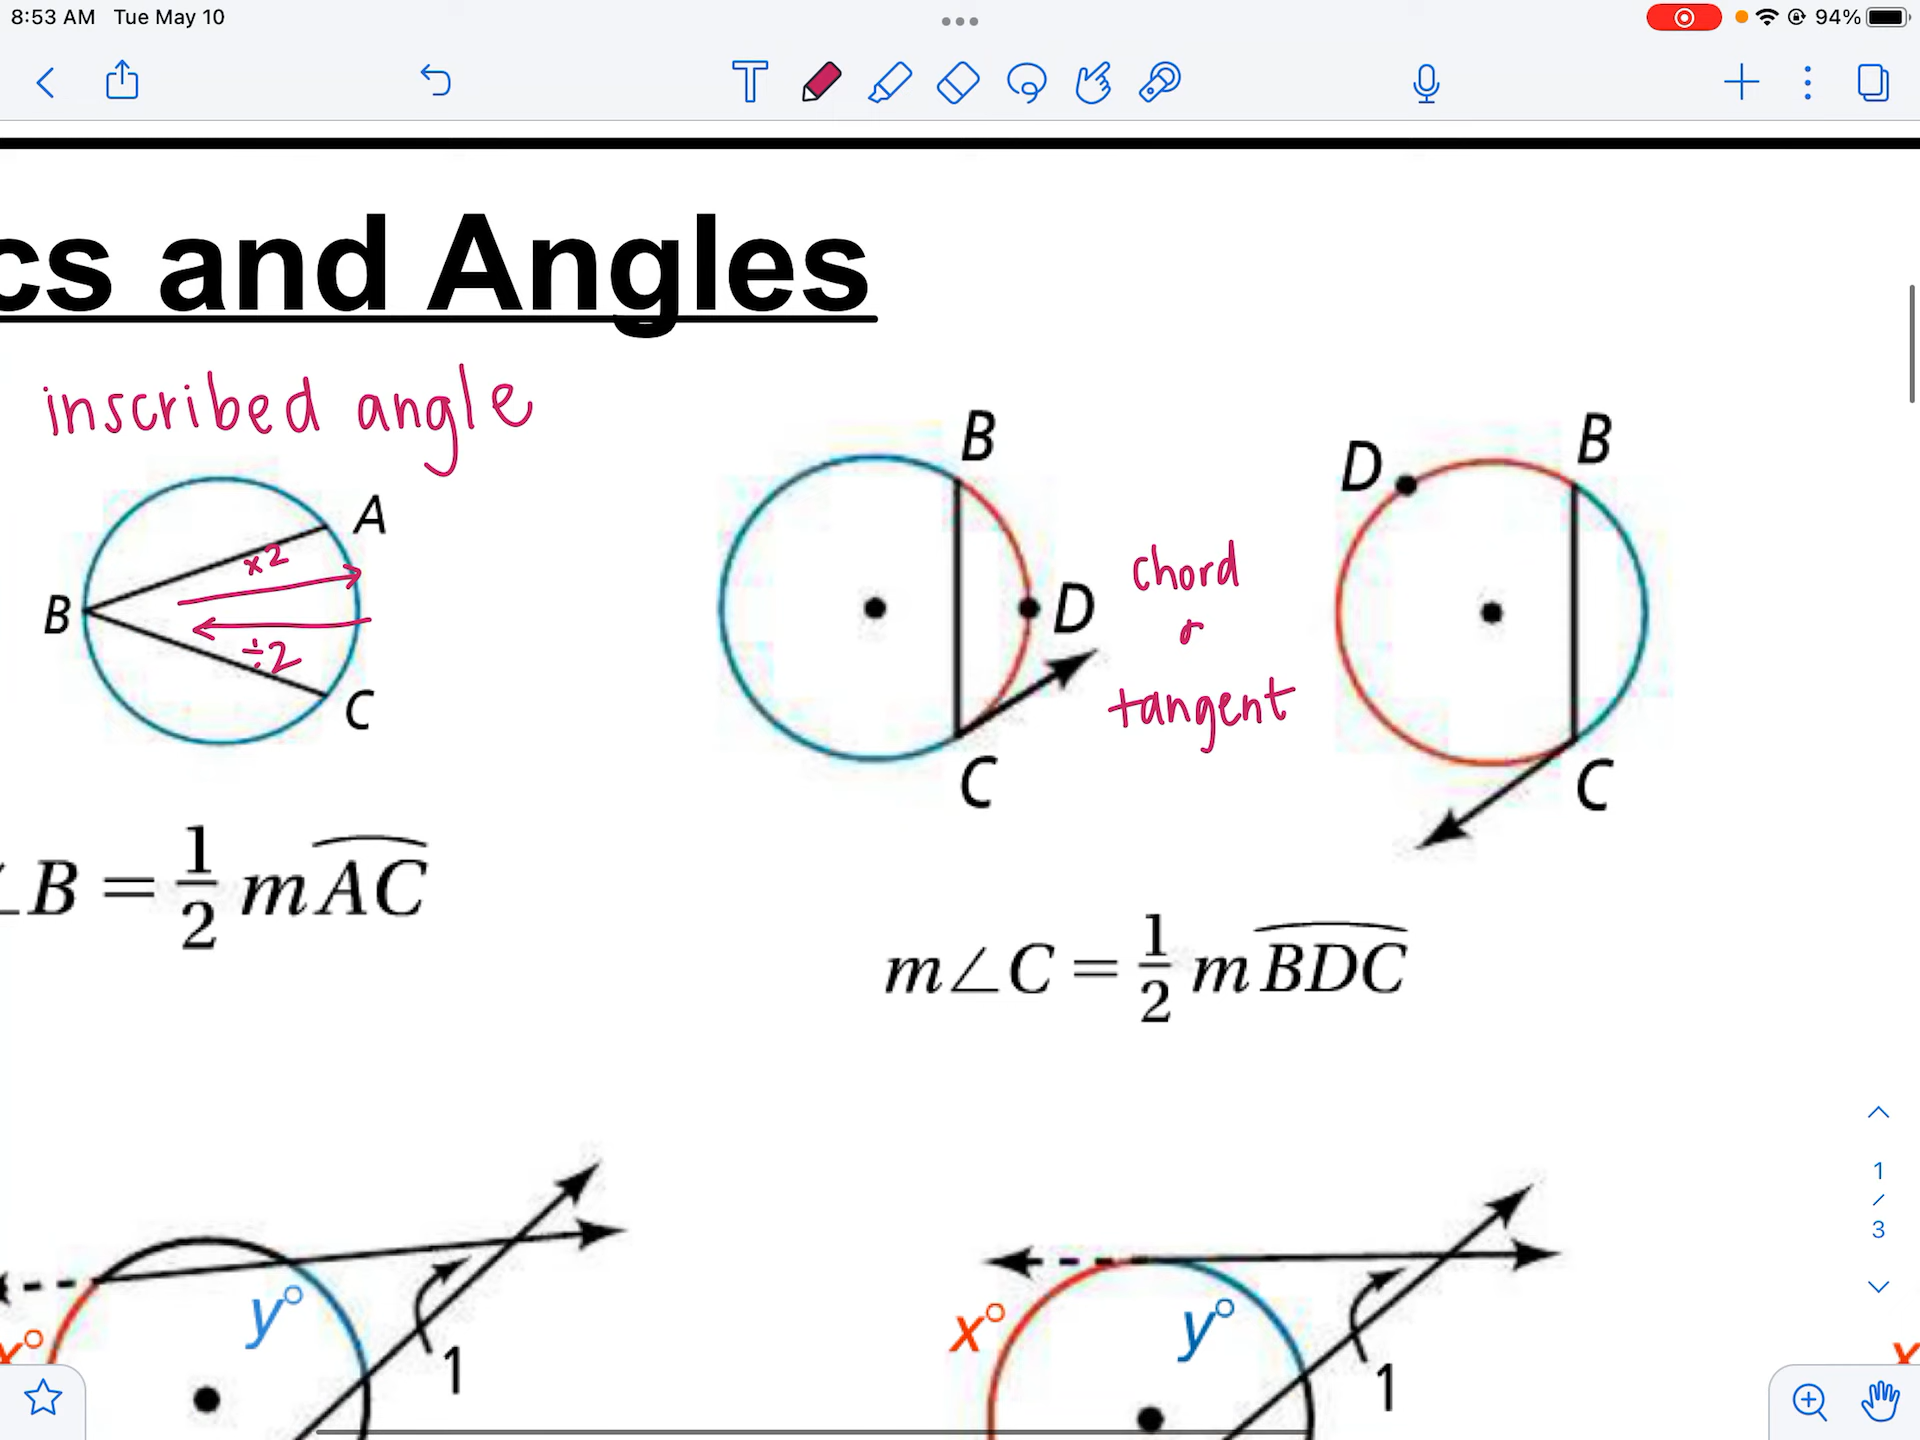 8:53 AM Tue May 10
94%
T
cs and Angles
inscribed angle
B
D
B
A
×2
B
÷2
C
chord
&
tangent
D
C
C
∠B = 1/2 mAC
m∠C = 1/2 mBDC
1
/
3
x°
y°
1
x°
y°
1
x